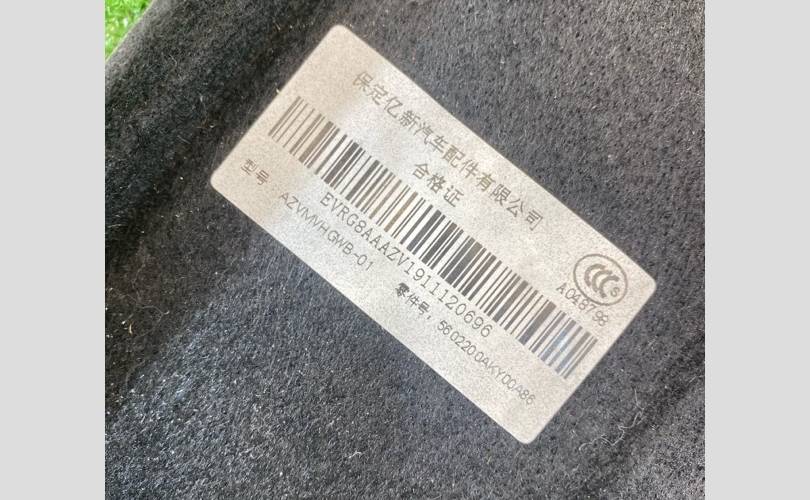 保定亿新汽车配件有限公司
合格证
CCC S
A048798
EVRG8AAAZV1911120696
型号 AZVMVHGWB-01
零件号: 5602200AKY00A86